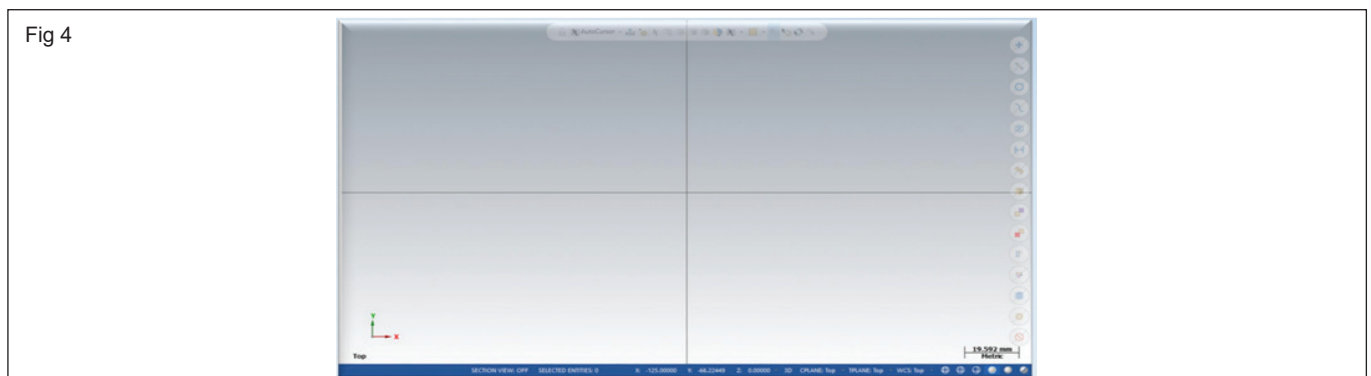 Fig 4
AutoCursor
Y
X
Top
19.592 mm
Metric
SECTION VIEW: OFF SELECTED ENTITIES: 0 X: -125.00000 Y: -66.22449 Z: 0.00000 3D CPLANE: Top TPLANE: Top WCS: Top